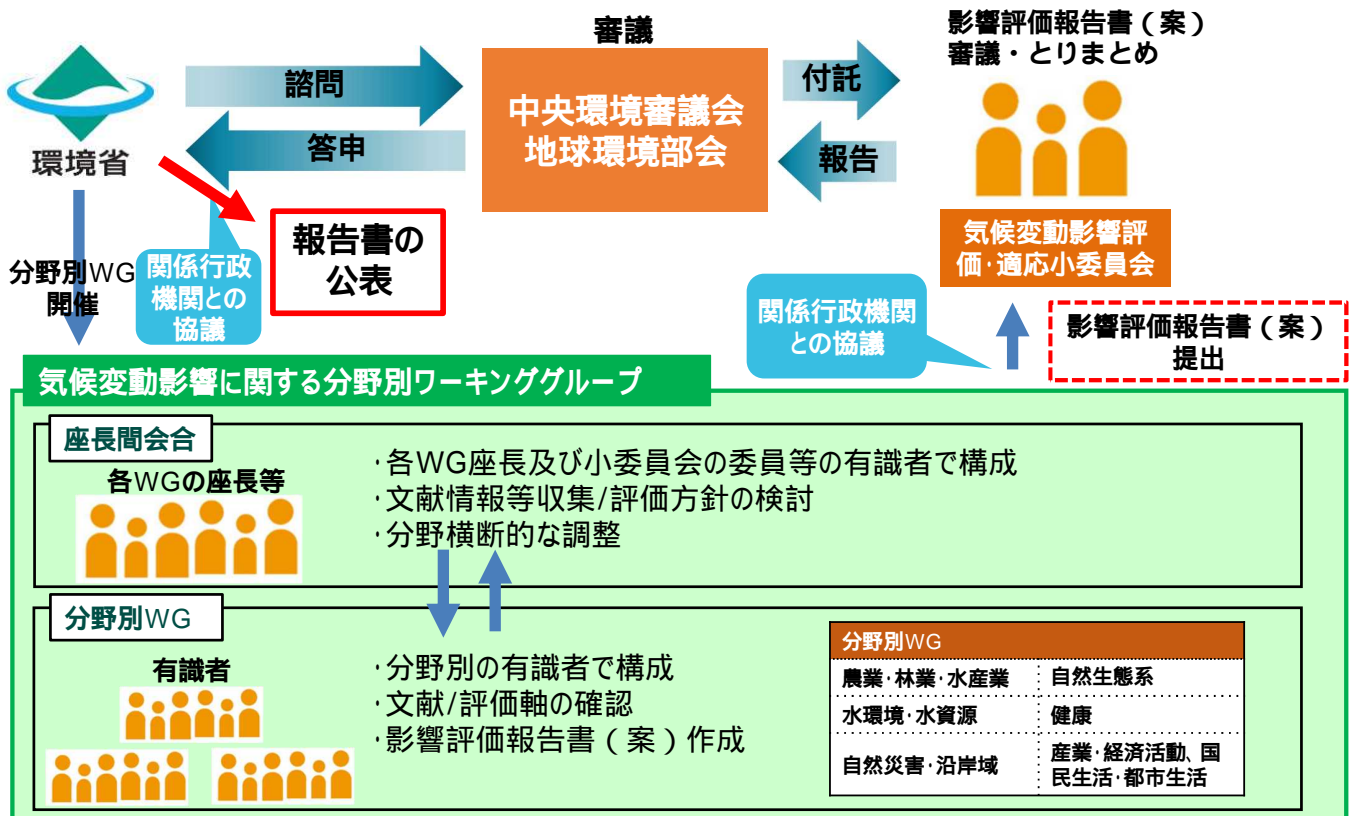 審議
影響評価報告書（案）
審議・とりまとめ
諮問
付託
中央環境審議会
地球環境部会
答申
報告
環境省
報告書の
公表
気候変動影響評
価･適応小委員会
分野別WG
開催
関係行政
機関との
協議
関係行政機関
との協議
影響評価報告書（案）
提出
気候変動影響に関する分野別ワーキンググループ
座長間会合
各WGの座長等
･各WG座長及び小委員会の委員等の有識者で構成
･文献情報等収集/評価方針の検討
･分野横断的な調整
分野別WG
有識者
･分野別の有識者で構成
･文献/評価軸の確認
･影響評価報告書（案）作成
分野別WG
農業･林業･水産業
自然生態系
水環境･水資源
健康
自然災害･沿岸域
産業･経済活動、国
民生活･都市生活